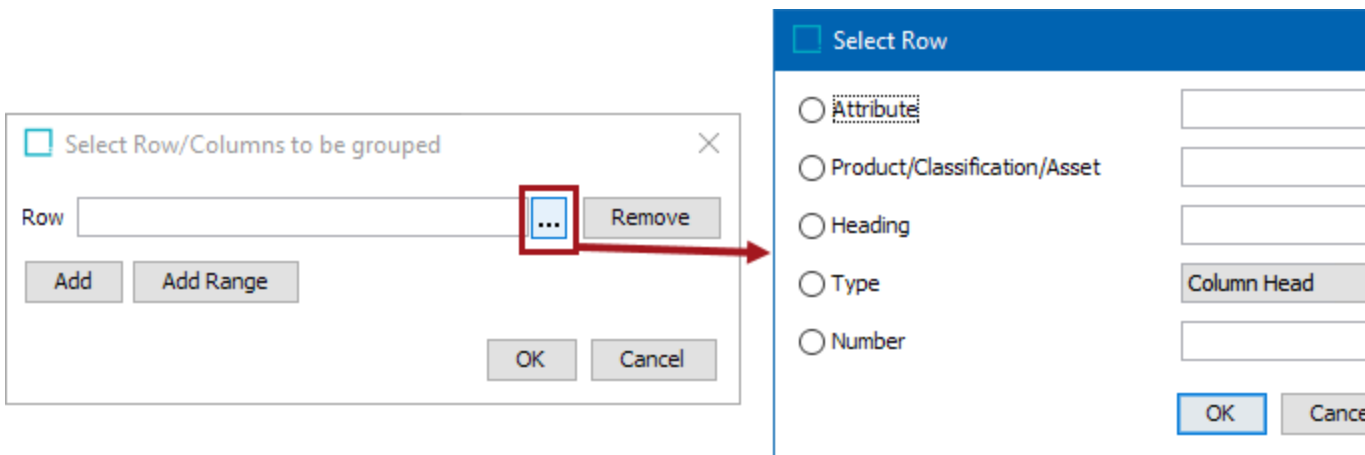 Select Row/Columns to be grouped
Row ... Remove
Add Add Range
OK Cancel
Select Row
Attribute
Product/Classification/Asset
Heading
Type Column Head
Number
OK Cance